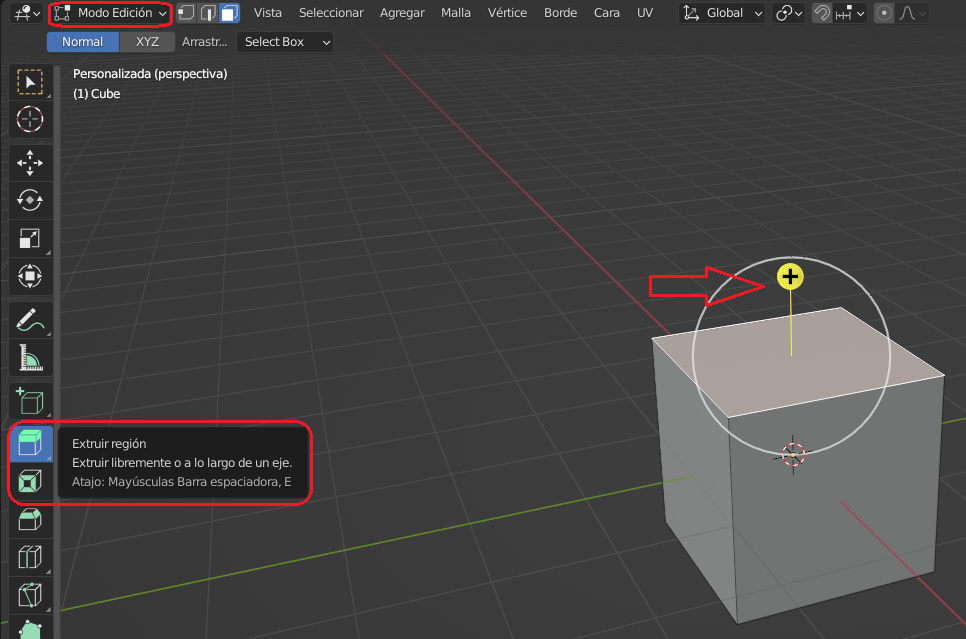 Modo Edición Vista Seleccionar Agregar Malla Vértice Borde Cara UV Global
Normal XYZ Arrastr... Select Box
Personalizada (perspectiva)
(1) Cube
Extruir región
Extruir libremente o a lo largo de un eje.
Atajo: Mayúsculas Barra espaciadora, E